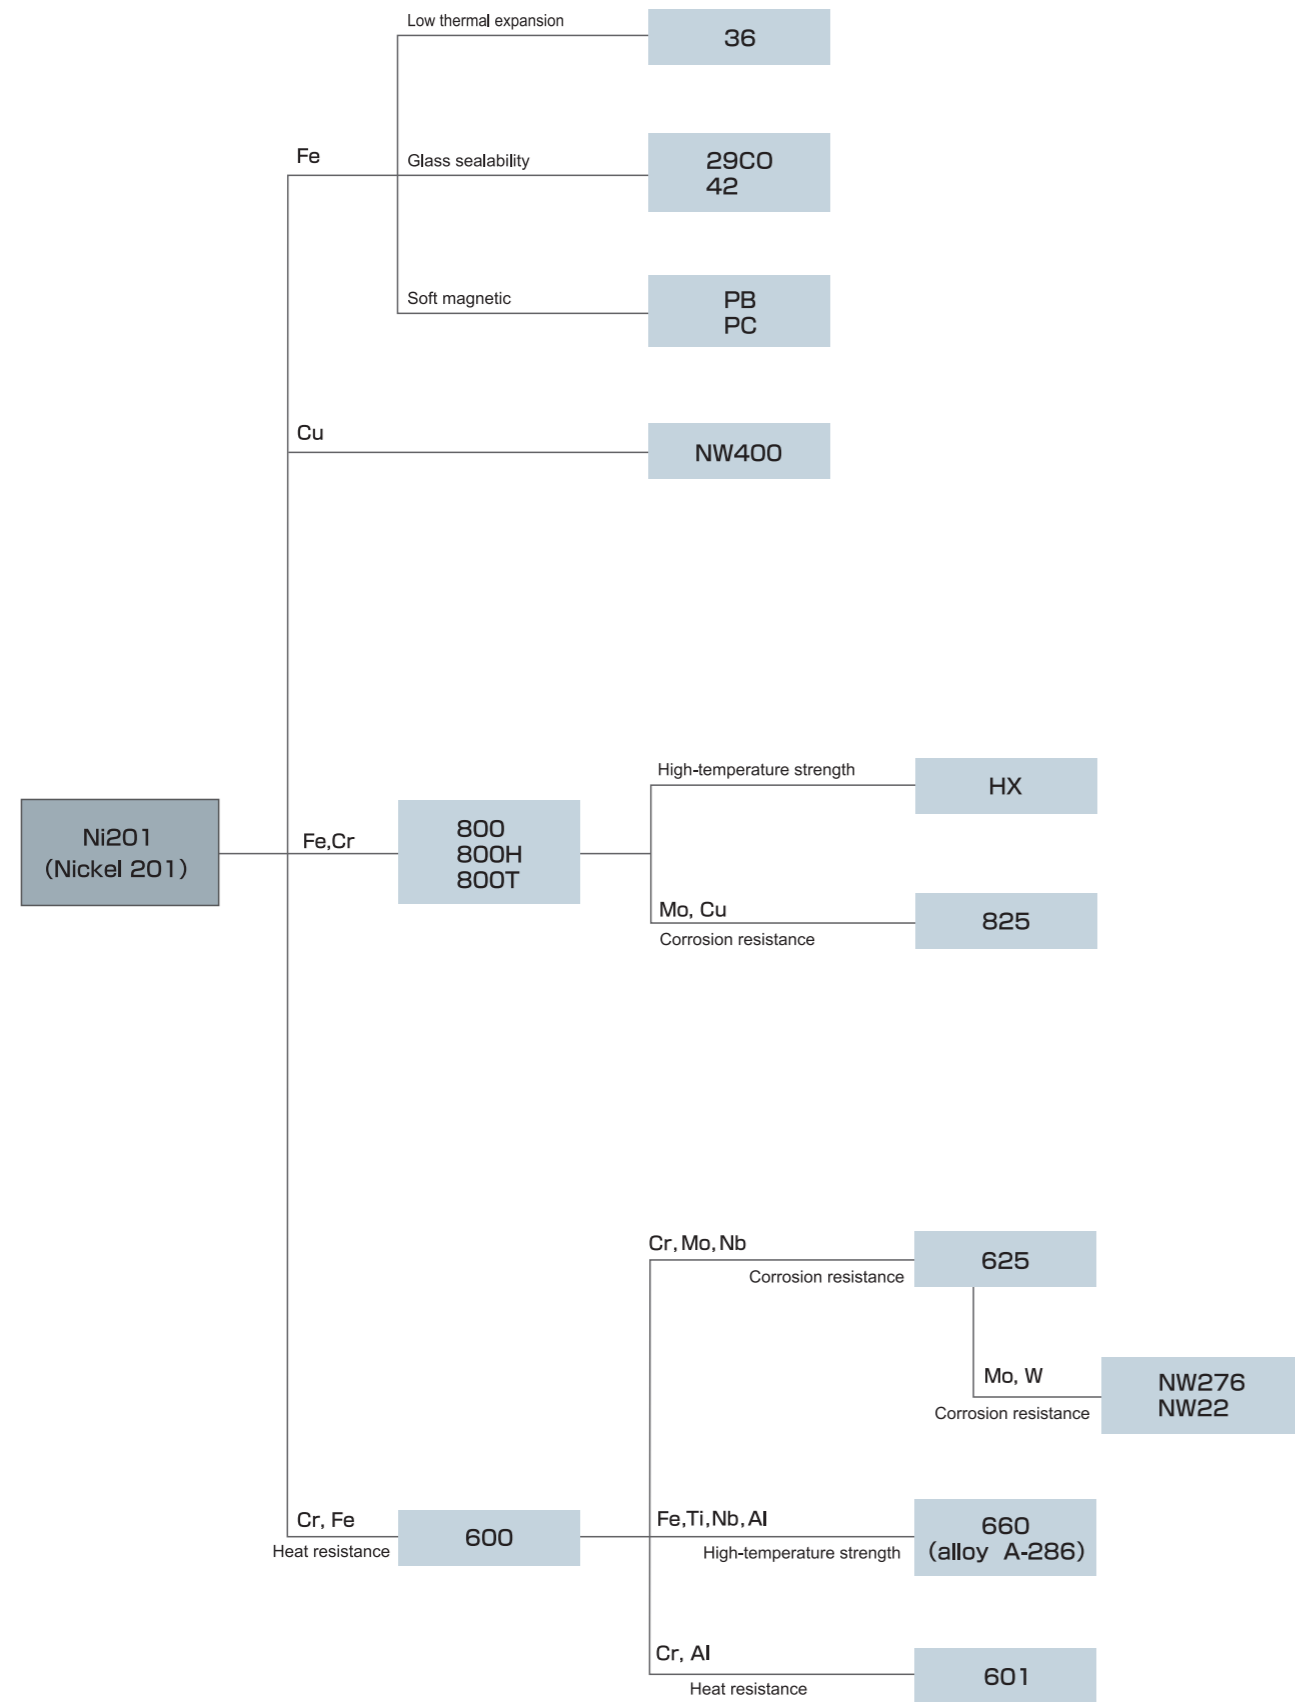 Low thermal expansion
36
Fe
Glass sealability
29CO
42
Soft magnetic
PB
PC
Cu
NW400
Ni201
(Nickel 201)
Fe,Cr
800
800H
800T
High-temperature strength
HX
Mo, Cu
Corrosion resistance
825
Cr,Mo,Nb
Corrosion resistance
625
Mo, W
Corrosion resistance
NW276
NW22
Cr, Fe
Heat resistance
600
Fe,Ti,Nb,Al
High-temperature strength
660
(alloy A-286)
Cr, Al
Heat resistance
601